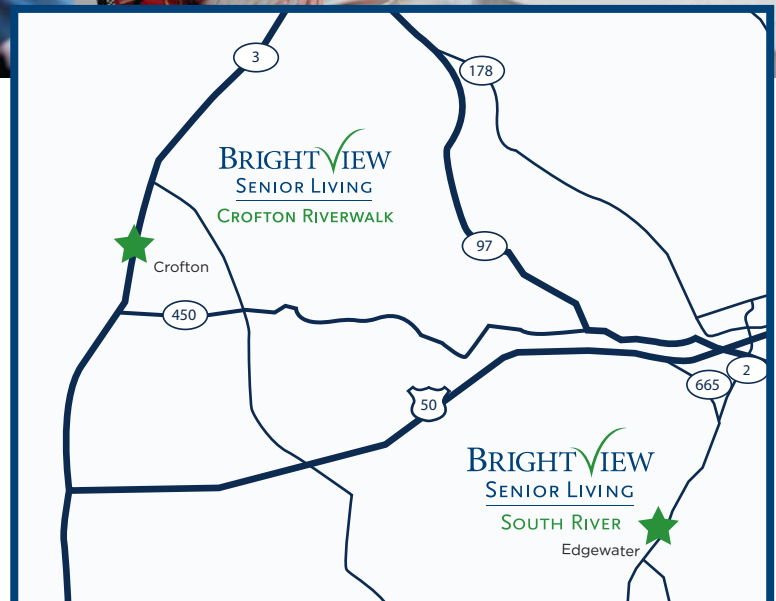 3
178
BRIGHTVIEW
SENIOR LIVING
CROFTON RIVERWALK
97
Crofton
450
2
665
50
BRIGHTVIEW
SENIOR LIVING
SOUTH RIVER
Edgewater